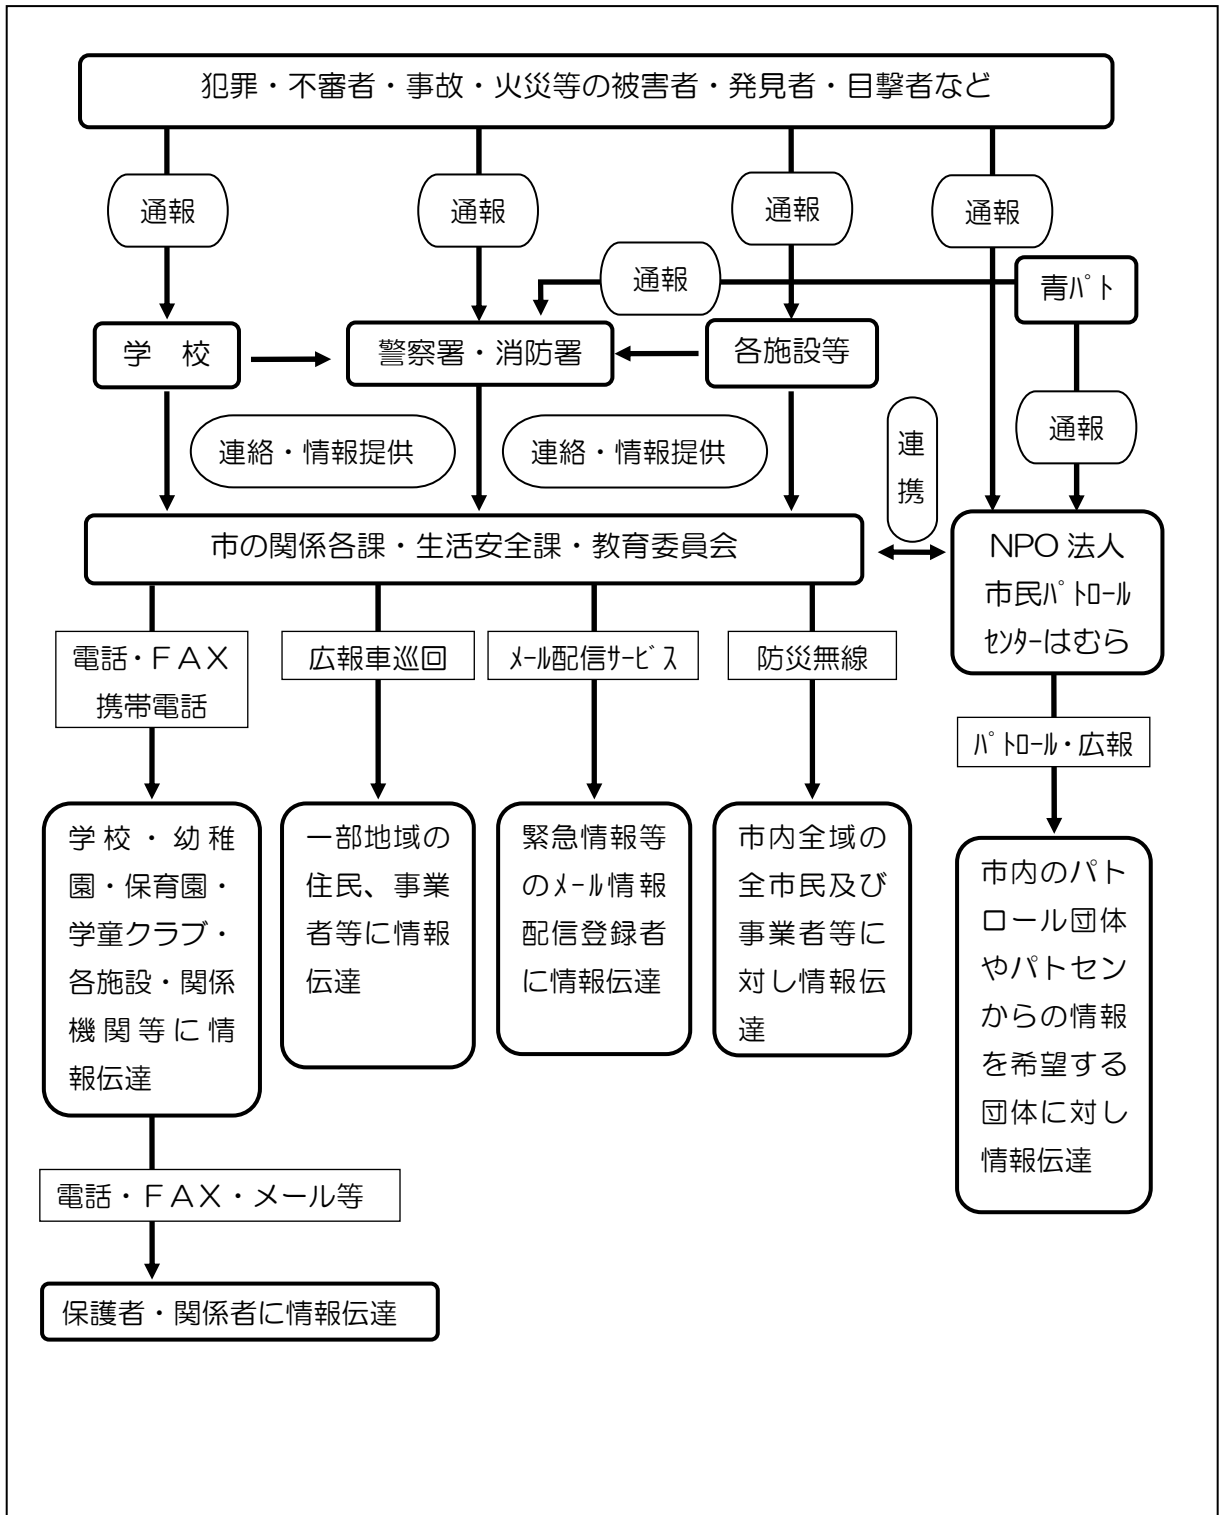 犯罪・不審者・事故・火災等の被害者・発見者・目撃者など
通報
通報
通報
通報
通報
青ﾊﾟﾄ
学　校
警察署・消防署
各施設等
通報
連絡・情報提供
連絡・情報提供
連
携
市の関係各課・生活安全課・教育委員会
NPO 法人
市民ﾊﾟﾄﾛｰﾙ
ｾﾝﾀｰはむら
電話・ＦＡＸ
携帯電話
広報車巡回
ﾒｰﾙ配信ｻｰﾋﾞｽ
防災無線
ﾊﾟﾄﾛｰﾙ・広報
学校・幼稚
園・保育園・
学童クラブ・
各施設・関係
機関等に情
報伝達
一部地域の
住民、事業
者等に情報
伝達
緊急情報等
のﾒｰﾙ情報
配信登録者
に情報伝達
市内全域の
全市民及び
事業者等に
対し情報伝
達
市内のパト
ロール団体
やパトセン
からの情報
を希望する
団体に対し
情報伝達
電話・ＦＡＸ・メール等
保護者・関係者に情報伝達